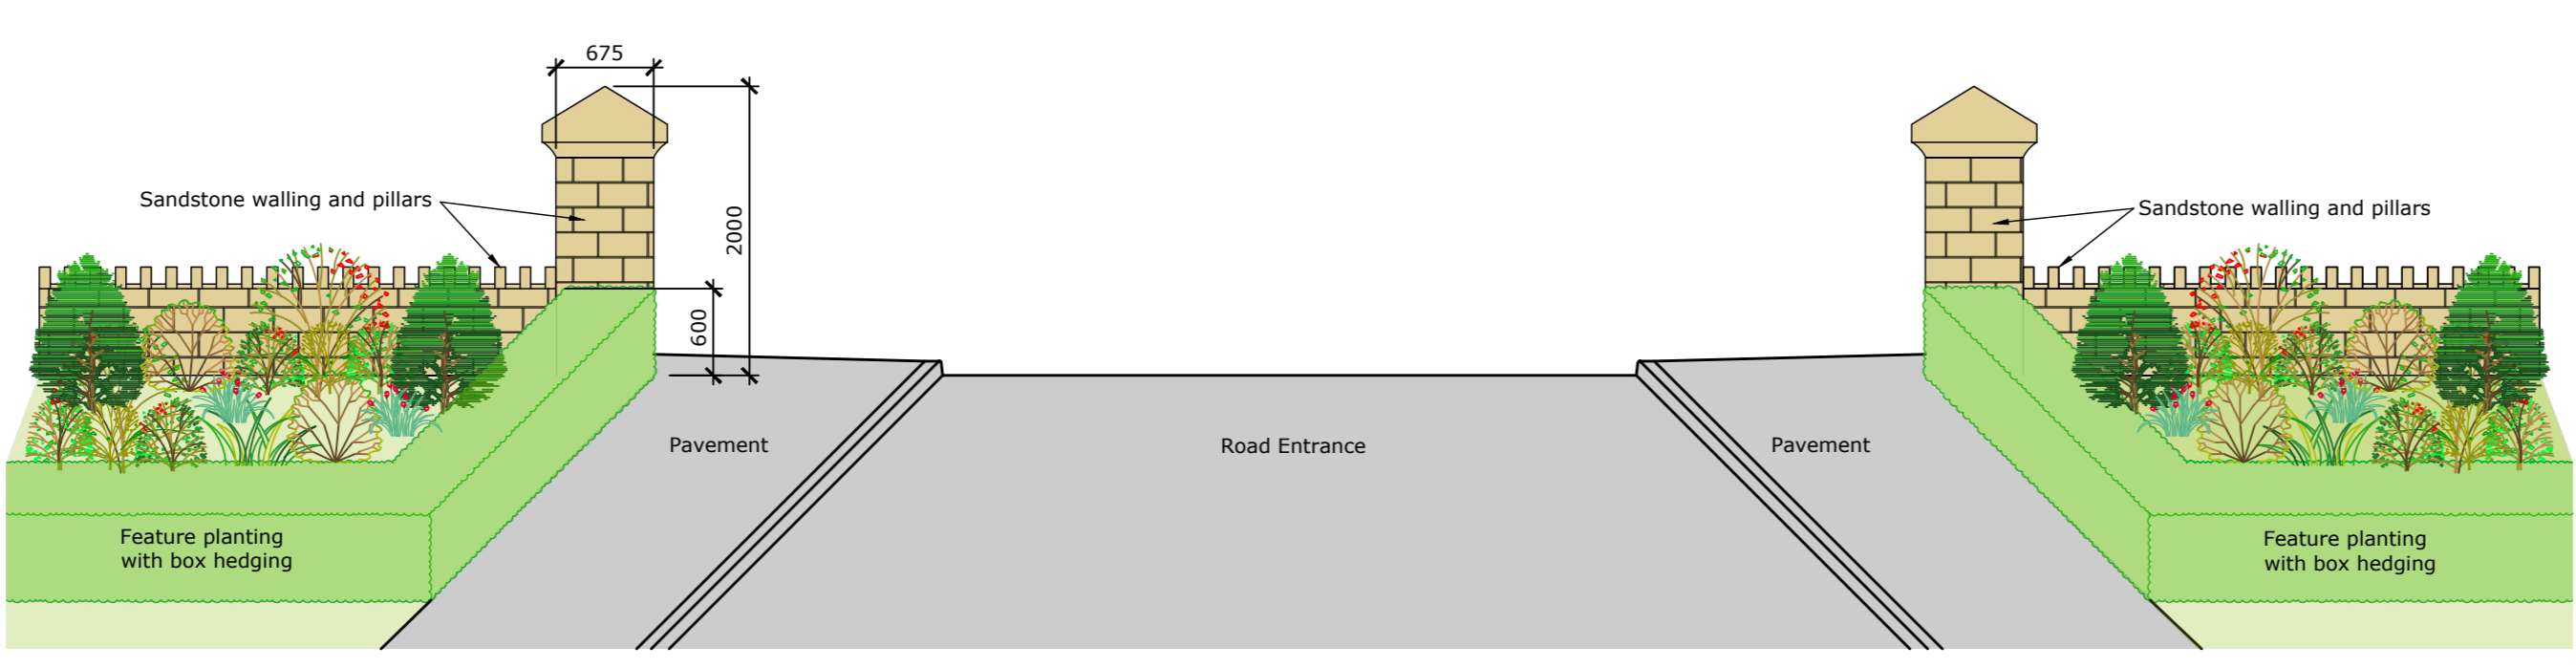 675
2000
600
Sandstone walling and pillars
Sandstone walling and pillars
Pavement
Road Entrance
Pavement
Feature planting
with box hedging
Feature planting
with box hedging